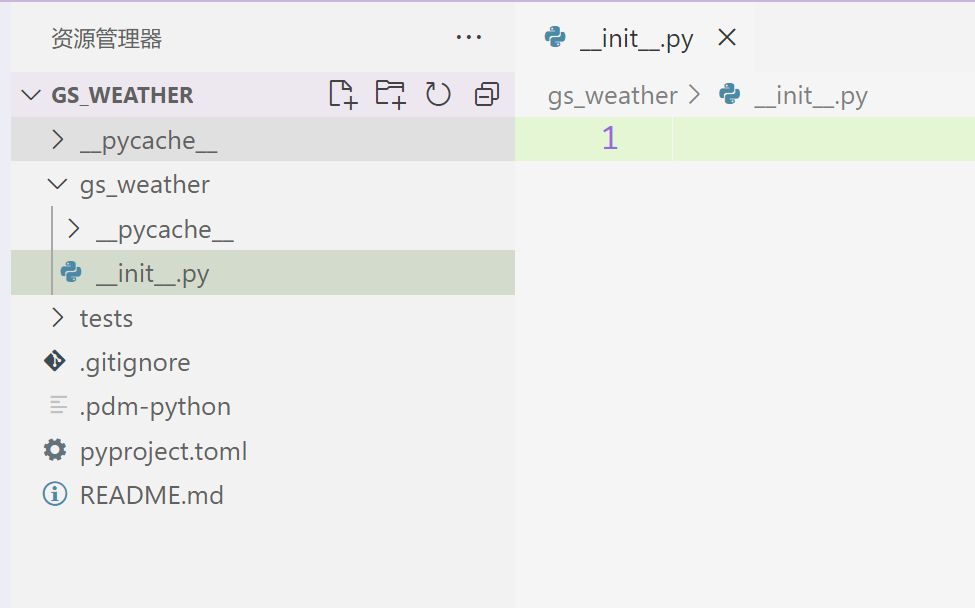 资源管理器 ···
GS_WEATHER
__pycache__
gs_weather
__pycache__
__init__.py
tests
.gitignore
.pdm-python
pyproject.toml
README.md
__init__.py
gs_weather > __init__.py
1